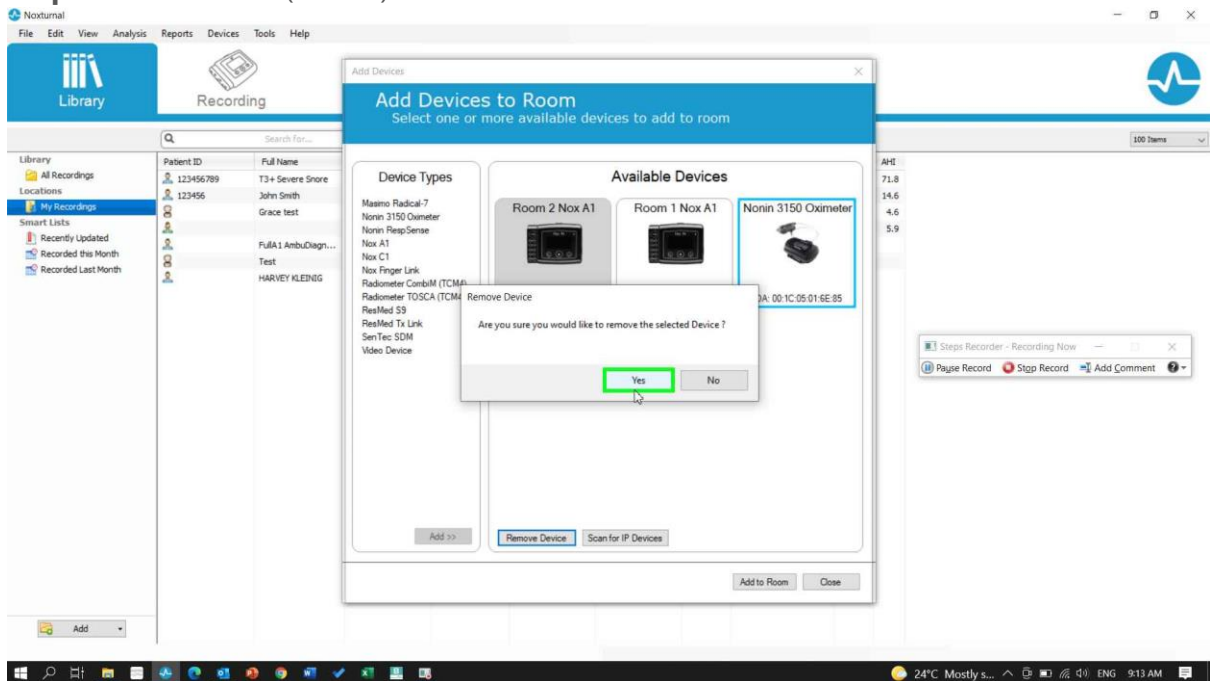 Noxturnal
File Edit View Analysis Reports Devices Tools Help
Library
Recording
Search for...
100 Items
Library
All Recordings
Locations
My Recordings
Smart Lists
Recently Updated
Recorded this Month
Recorded Last Month
Patient ID Full Name AHI
123456789 T3+ Severe Snore 71.8
123456 John Smith 14.6
Grace test 4.6
5.9
FullA1 AmbuDiagn...
Test
HARVEY KLEINIG
Add Devices
Add Devices to Room
Select one or more available devices to add to room
Device Types
Masimo Radical-7
Nonin 3150 Oximeter
Nonin RespSense
Nox A1
Nox C1
Nox Finger Link
Radiometer CombiM (TCM4)
Radiometer TOSCA (TCM4
ResMed S9
ResMed Tx Link
SenTec SDM
Video Device
Add >>
Available Devices
Room 2 Nox A1
Room 1 Nox A1
Nonin 3150 Oximeter
00:1C:05:01:6E:85
Remove Device
Are you sure you would like to remove the selected Device ?
Yes No
Remove Device Scan for IP Devices
Add to Room Close
Steps Recorder - Recording Now
Pause Record Stop Record Add Comment
Add
24°C Mostly s... ENG 9:13 AM